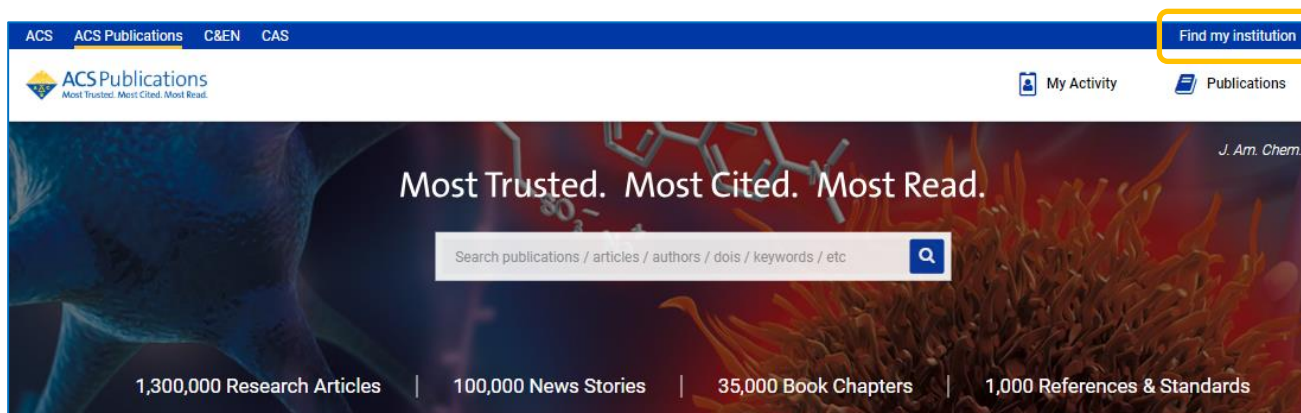 ACS ACS Publications C&EN CAS Find my institution
ACS Publications
Most Trusted. Most Cited. Most Read.
My Activity Publications
J. Am. Chem.
Most Trusted. Most Cited. Most Read.
Search publications / articles / authors / dois / keywords / etc
1,300,000 Research Articles | 100,000 News Stories | 35,000 Book Chapters | 1,000 References & Standards